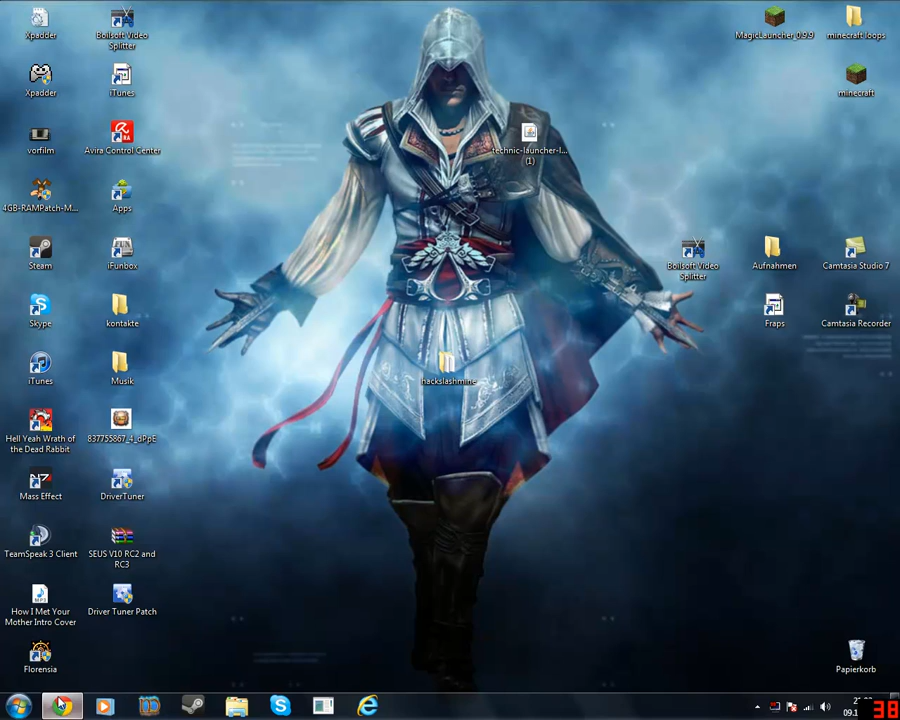 Xpadder
Boilsoft Video
Splitter
MagicLauncher_0.9.9
minecraft loops
Xpadder
iTunes
minecraft
vorfilm
Avira Control Center
technic-launcher-l...
(1)
4GB-RAMPatch-M...
Apps
Steam
iFunbox
Boilsoft Video
Splitter
Aufnahmen
Camtasia Studio 7
Skype
kontakte
Fraps
Camtasia Recorder
iTunes
Musik
hackslashmine
Hell Yeah Wrath of
the Dead Rabbit
837755867_4_dPpE
Mass Effect
DriverTuner
TeamSpeak 3 Client
SEUS V10 RC2 and
RC3
How I Met Your
Mother Intro Cover
Driver Tuner Patch
Florensia
Papierkorb
38